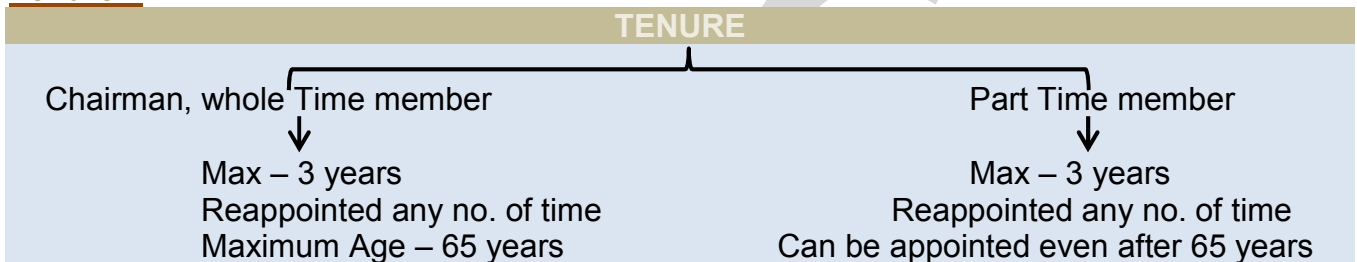 TENURE
Chairman, whole Time member Part Time member
Max – 3 years Max – 3 years
Reappointed any no. of time Reappointed any no. of time
Maximum Age – 65 years Can be appointed even after 65 years